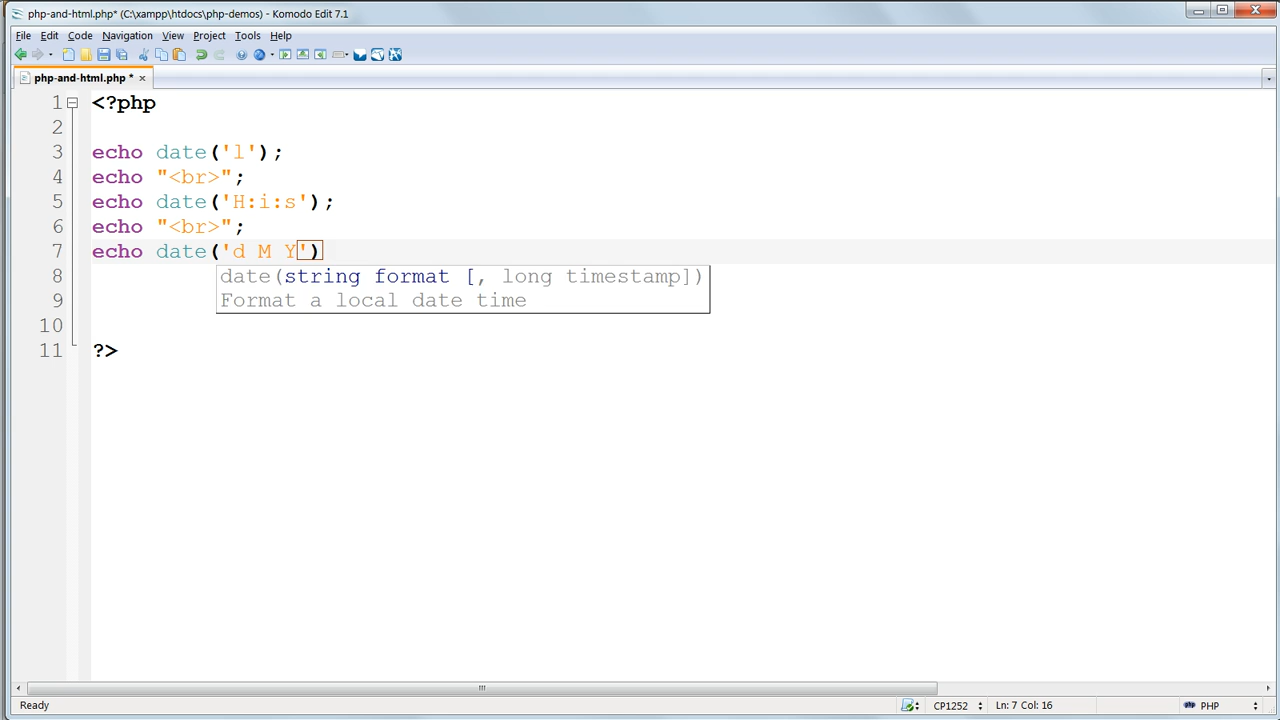 php-and-html.php* (C:\xampp\htdocs\php-demos) - Komodo Edit 7.1
File Edit Code Navigation View Project Tools Help
php-and-html.php *
1 <?php
2
3 echo date('l');
4 echo "<br>";
5 echo date('H:i:s');
6 echo "<br>";
7 echo date('d M Y')
8 date(string format [, long timestamp])
9 Format a local date time
10
11 ?>
Ready CP1252 Ln: 7 Col: 16 PHP